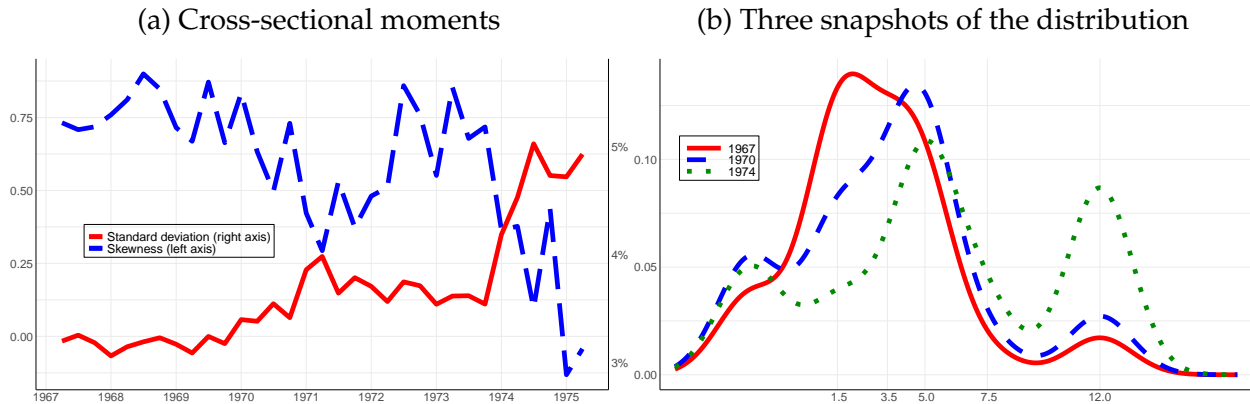 (a) Cross-sectional moments
0.75
0.50
0.25
0.00
5%
4%
3%
Standard deviation (right axis)
Skewness (left axis)
1967 1968 1969 1970 1971 1972 1973 1974 1975
(b) Three snapshots of the distribution
0.10
0.05
0.00
1967
1970
1974
1.5 3.5 5.0 7.5 12.0